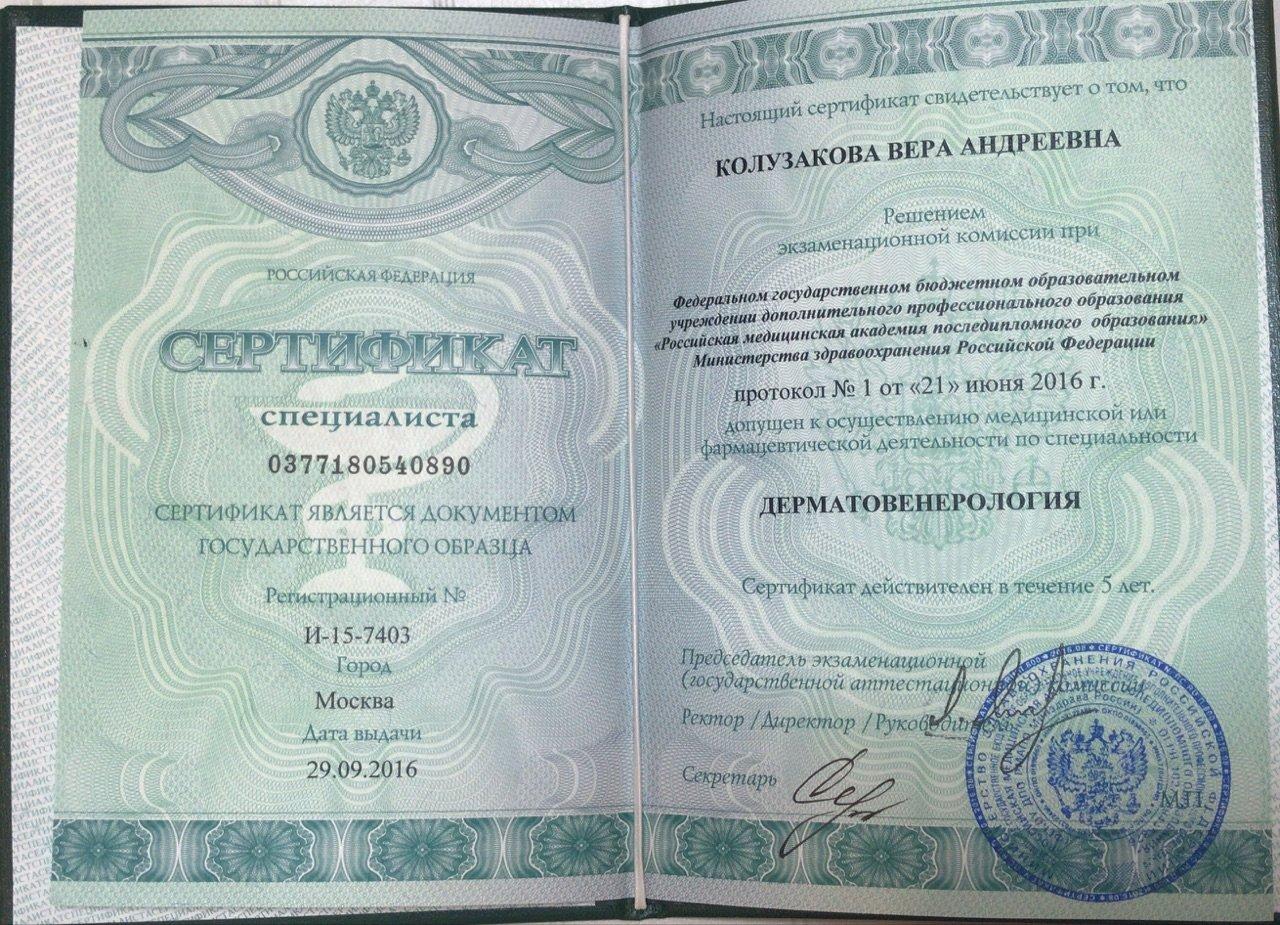 РОССИЙСКАЯ ФЕДЕРАЦИЯ
СЕРТИФИКАТ
специалиста
0377180540890
СЕРТИФИКАТ ЯВЛЯЕТСЯ ДОКУМЕНТОМ
ГОСУДАРСТВЕННОГО ОБРАЗЦА
Регистрационный №
И-15-7403
Город
Москва
Дата выдачи
29.09.2016
Настоящий сертификат свидетельствует о том, что
КОЛУЗАКОВА ВЕРА АНДРЕЕВНА
Решением
экзаменационной комиссии при
Федеральном государственном бюджетном образовательном
учреждении дополнительного профессионального образования
«Российская медицинская академия последипломного образования»
Министерства здравоохранения Российской Федерации
протокол № 1 от «21» июня 2016 г.
допущен к осуществлению медицинской или
фармацевтической деятельности по специальности
ДЕРМАТОВЕНЕРОЛОГИЯ
Сертификат действителен в течение 5 лет.
Председатель экзаменационной
(государственной аттестационной) комиссии
Ректор /Директор /Руководитель
Секретарь
М.П.